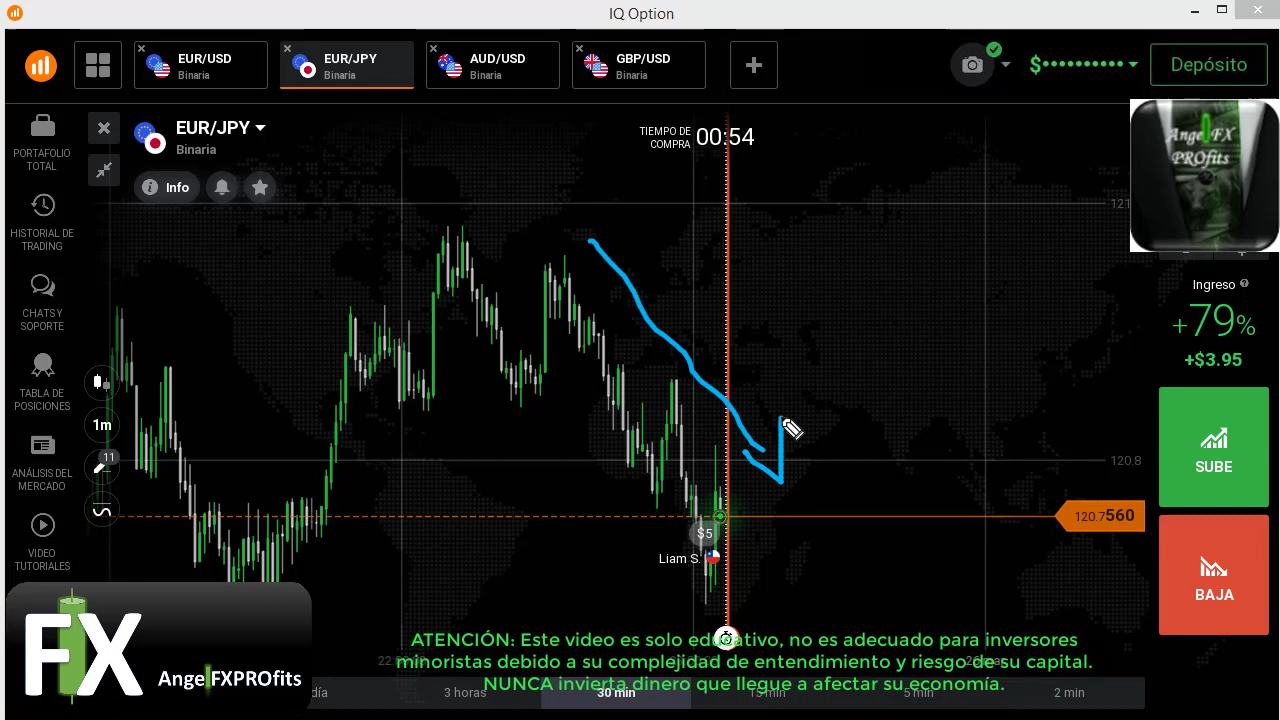 IQ Option
EUR/USD
Binaria
EUR/JPY
Binaria
AUD/USD
Binaria
GBP/USD
Binaria
$••••••••••
Depósito
Angel FX
PROfits
PORTAFOLIO
TOTAL
HISTORIAL DE
TRADING
CHATS Y
SOPORTE
TABLA DE
POSICIONES
ANÁLISIS DEL
MERCADO
VIDEO
TUTORIALES
EUR/JPY
Binaria
Info
TIEMPO DE
COMPRA
00:54
1m
11
120.8
120.7560
$5
Liam S.
Ingreso
+79%
+$3.95
SUBE
BAJA
FX
AngelFXPROfits
ATENCIÓN: Este video es solo educativo, no es adecuado para inversores
minoristas debido a su complejidad de entendimiento y riesgo de su capital.
NUNCA invierta dinero que llegue a afectar su economía.
día
3 horas
30 min
15 min
5 min
2 min